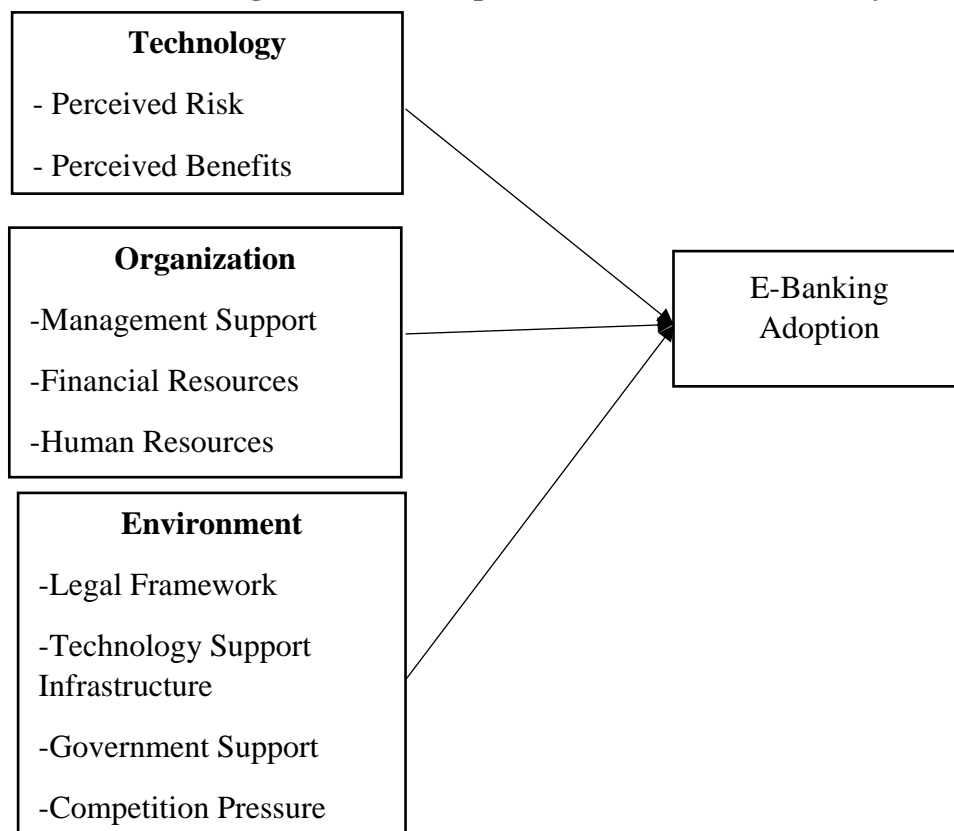 Technology
- Perceived Risk
- Perceived Benefits
Organization
-Management Support
-Financial Resources
-Human Resources
E-Banking
Adoption
Environment
-Legal Framework
-Technology Support
Infrastructure
-Government Support
-Competition Pressure